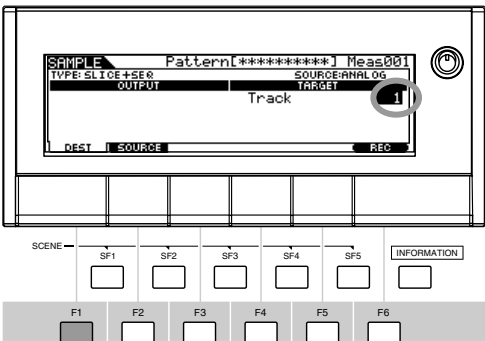 SAMPLE Pattern[**********] Meas001
TYPE:SLICE+SEQ SOURCE:ANALOG
OUTPUT TARGET
Track 1
DEST SOURCE REC
SCENE
SF1 SF2 SF3 SF4 SF5 INFORMATION
F1 F2 F3 F4 F5 F6